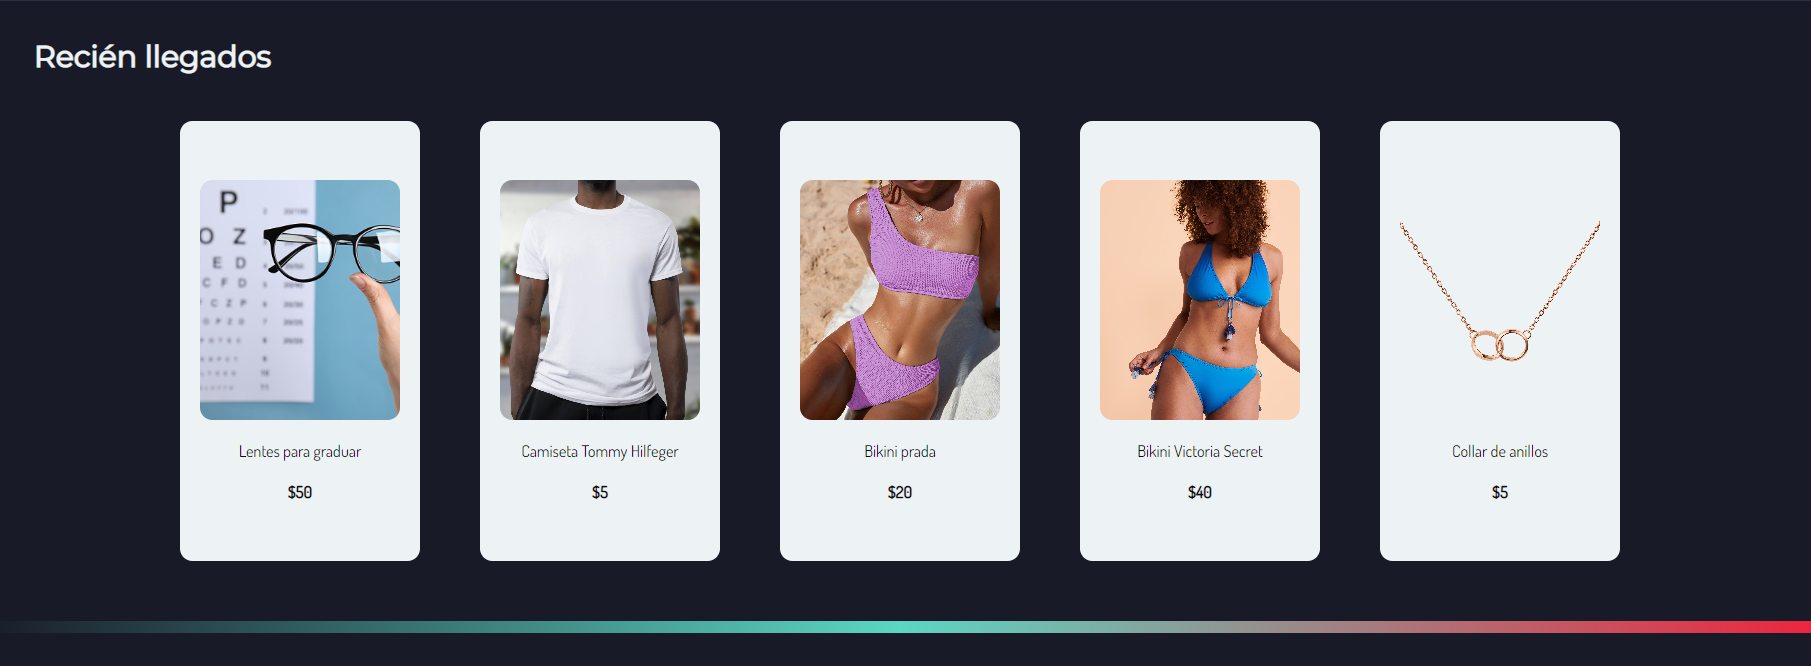 Recién llegados
P
O Z
E D
C F D
C Z P
Lentes para graduar
$50
Camiseta Tommy Hilfeger
$5
Bikini prada
$20
Bikini Victoria Secret
$40
Collar de anillos
$5